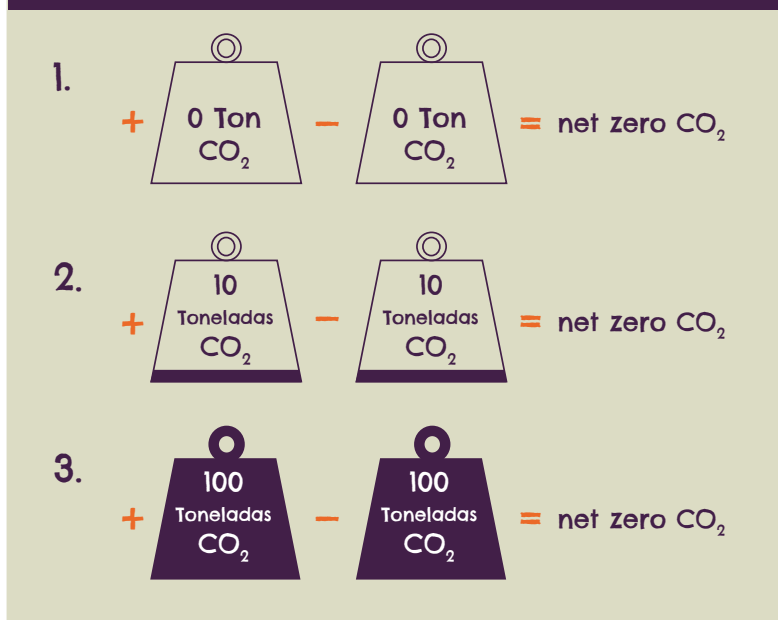 1.
+ 0 Ton CO₂ − 0 Ton CO₂ = net zero CO₂
2.
+ 10 Toneladas CO₂ − 10 Toneladas CO₂ = net zero CO₂
3.
+ 100 Toneladas CO₂ − 100 Toneladas CO₂ = net zero CO₂